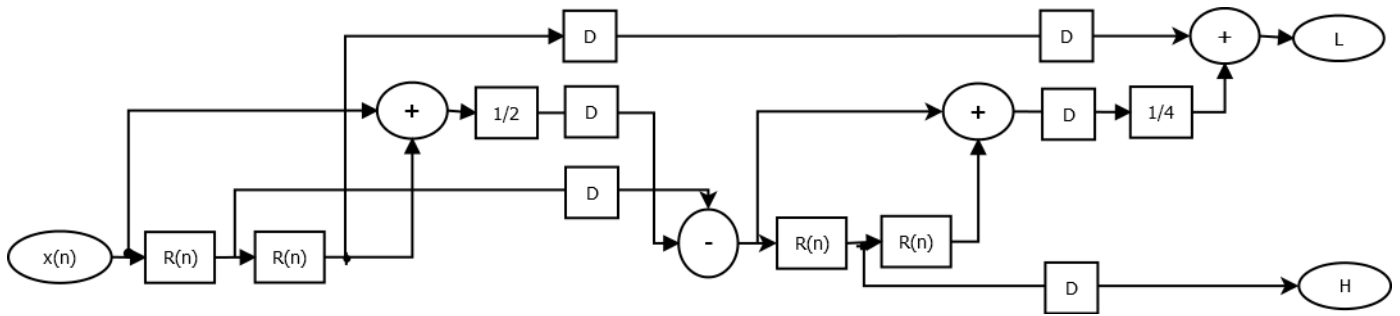 D
D
+
L
+
1/2
D
+
D
1/4
D
x(n)
R(n)
R(n)
-
R(n)
R(n)
D
H